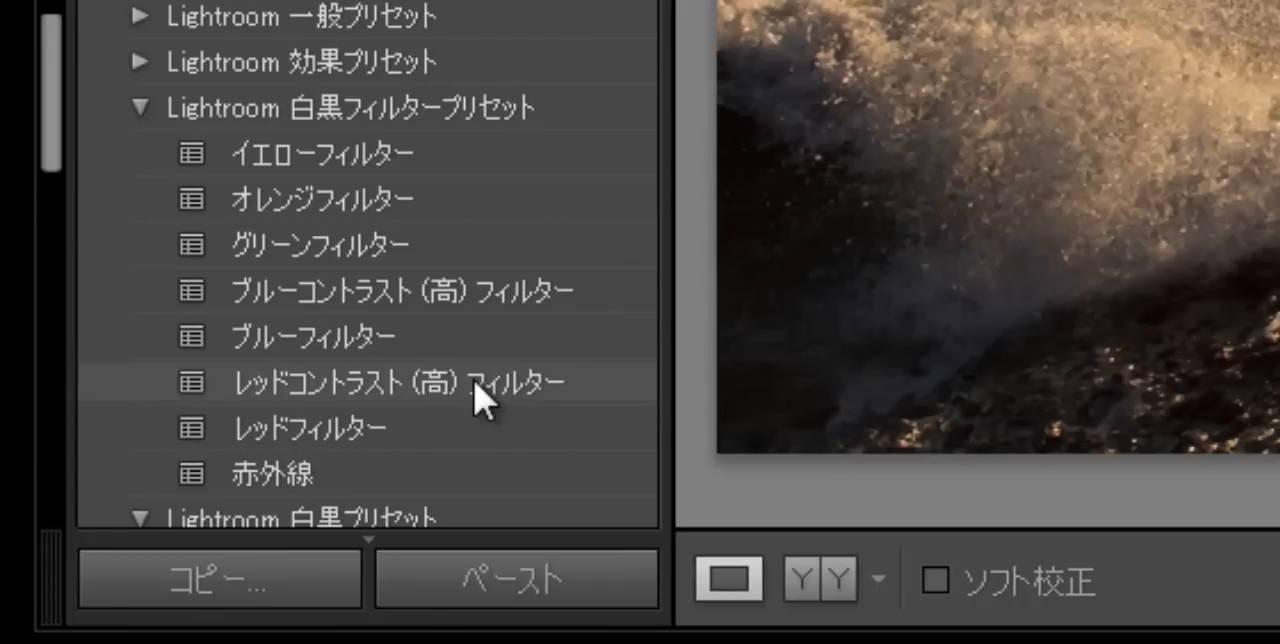 Lightroom 一般プリセット
Lightroom 効果プリセット
Lightroom 白黒フィルタープリセット
イエローフィルター
オレンジフィルター
グリーンフィルター
ブルーコントラスト (高) フィルター
ブルーフィルター
レッドコントラスト (高) フィルター
レッドフィルター
赤外線
Lightroom 白黒プリセット
コピー... ペースト
YY ソフト校正